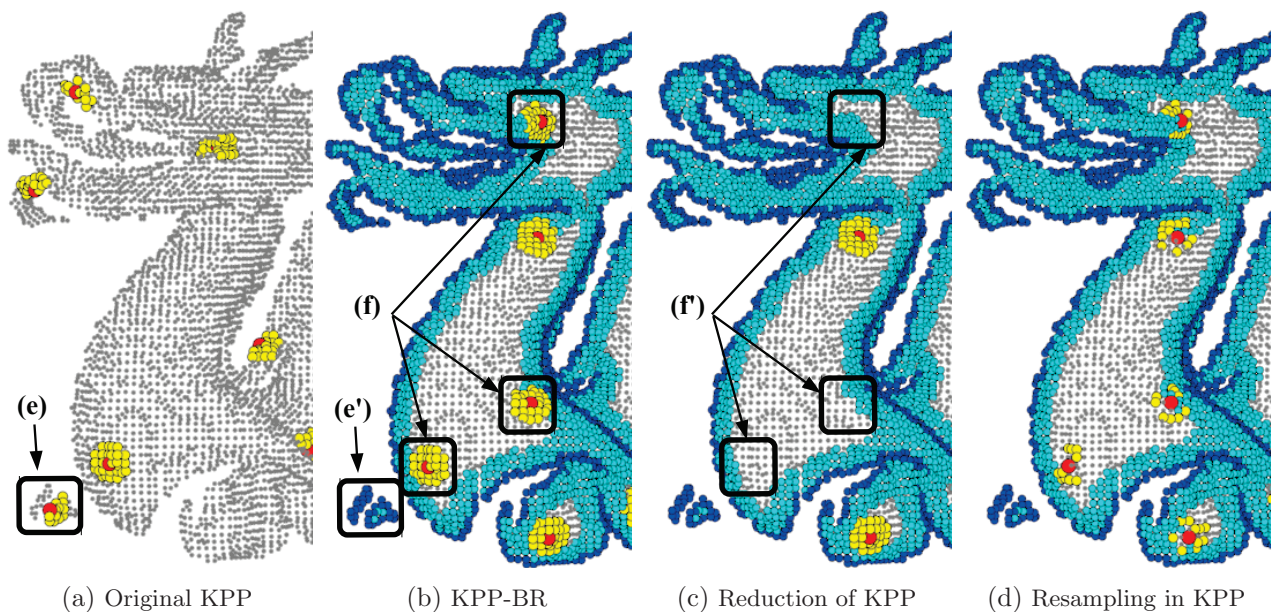 (f)
(f')
(e)
(e')
(a) Original KPP
(b) KPP-BR
(c) Reduction of KPP
(d) Resampling in KPP